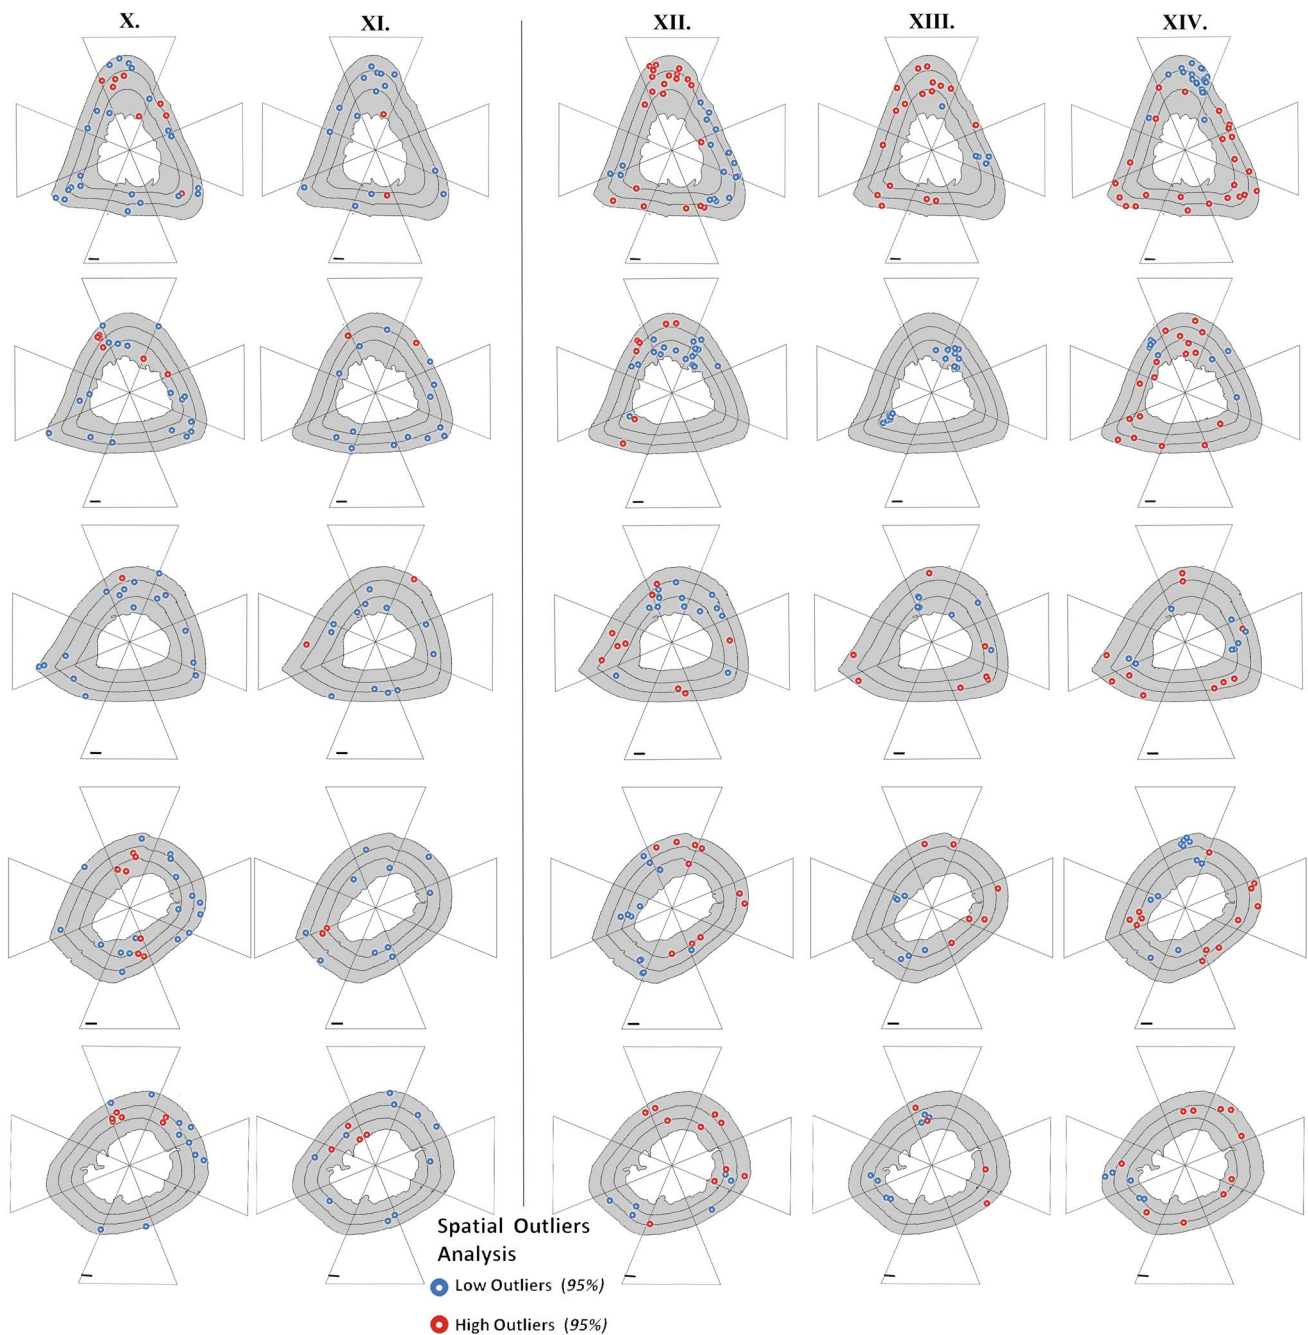 X. XI. XII. XIII. XIV.
Spatial Outliers
Analysis
Low Outliers (95%)
High Outliers (95%)